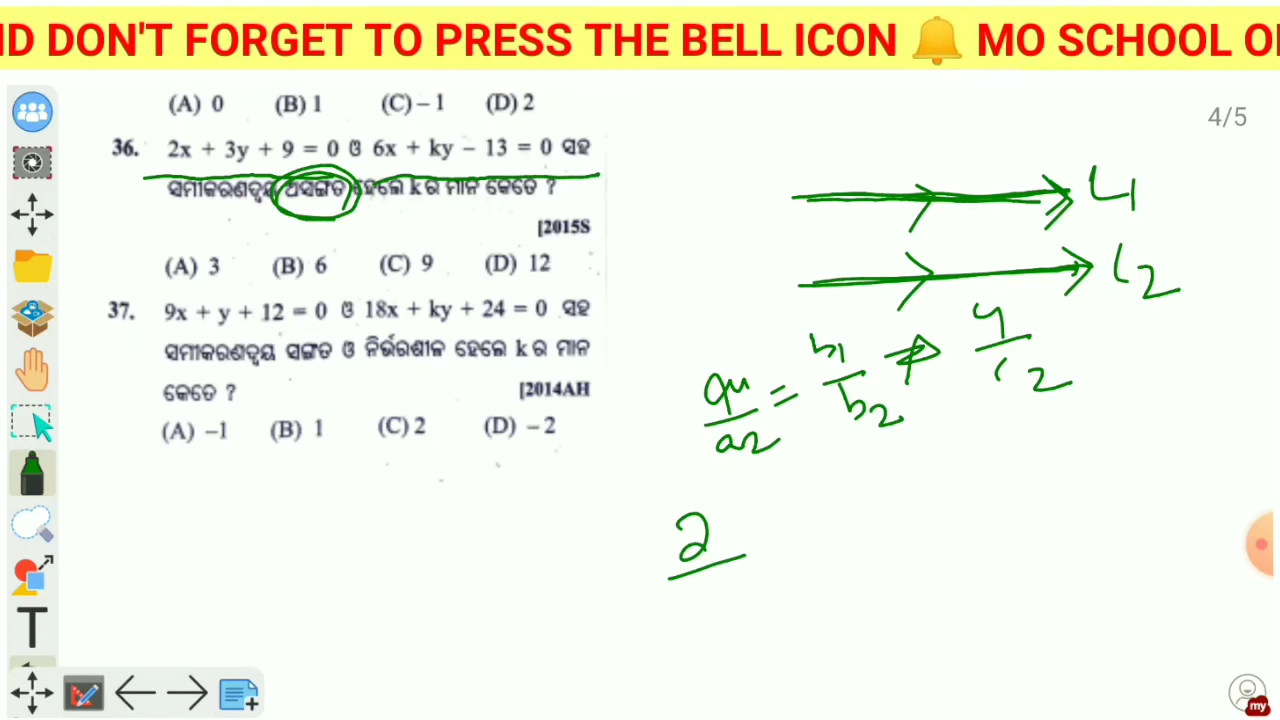 ND DON'T FORGET TO PRESS THE BELL ICON 🔔 MO SCHOOL O
4/5
(A) 0 (B) 1 (C) – 1 (D) 2
36. 2x + 3y + 9 = 0 ଓ 6x + ky – 13 = 0 ସହ
ସମୀକରଣଦ୍ୱୟ ଅସଙ୍ଗତ ହେଲେ k ର ମାନ କେତେ ?
[2015S
(A) 3 (B) 6 (C) 9 (D) 12
37. 9x + y + 12 = 0 ଓ 18x + ky + 24 = 0 ସହ
ସମୀକରଣଦ୍ୱୟ ସଙ୍ଗତ ଓ ନିର୍ଭରଶୀଳ ହେଲେ k ର ମାନ
କେତେ ?
[2014AH
(A) –1 (B) 1 (C) 2 (D) – 2
L1
L2
a1/a2 = b1/b2 ≠ c1/c2
2
T
my